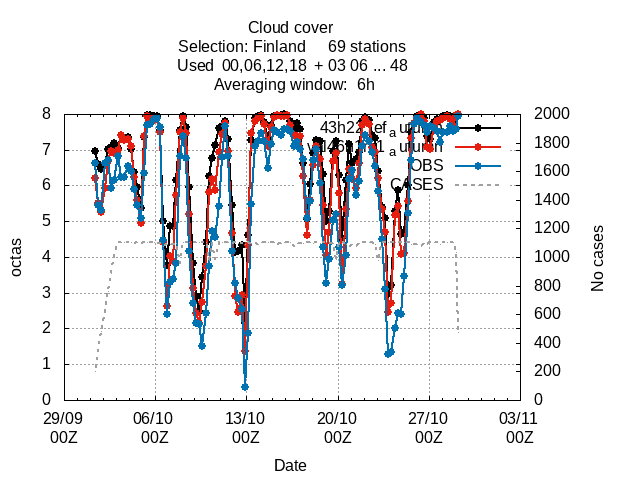 Cloud cover
Selection: Finland 69 stations
Used 00,06,12,18 + 03 06 ... 48
Averaging window: 6h
octas
8
7
6
5
4
3
2
1
0
OBS
CASES
2000
1800
1600
1400
1200
1000
800
600
400
200
0
No cases
29/09 06/10 13/10 20/10 27/10 03/11
00Z 00Z 00Z 00Z 00Z 00Z
Date